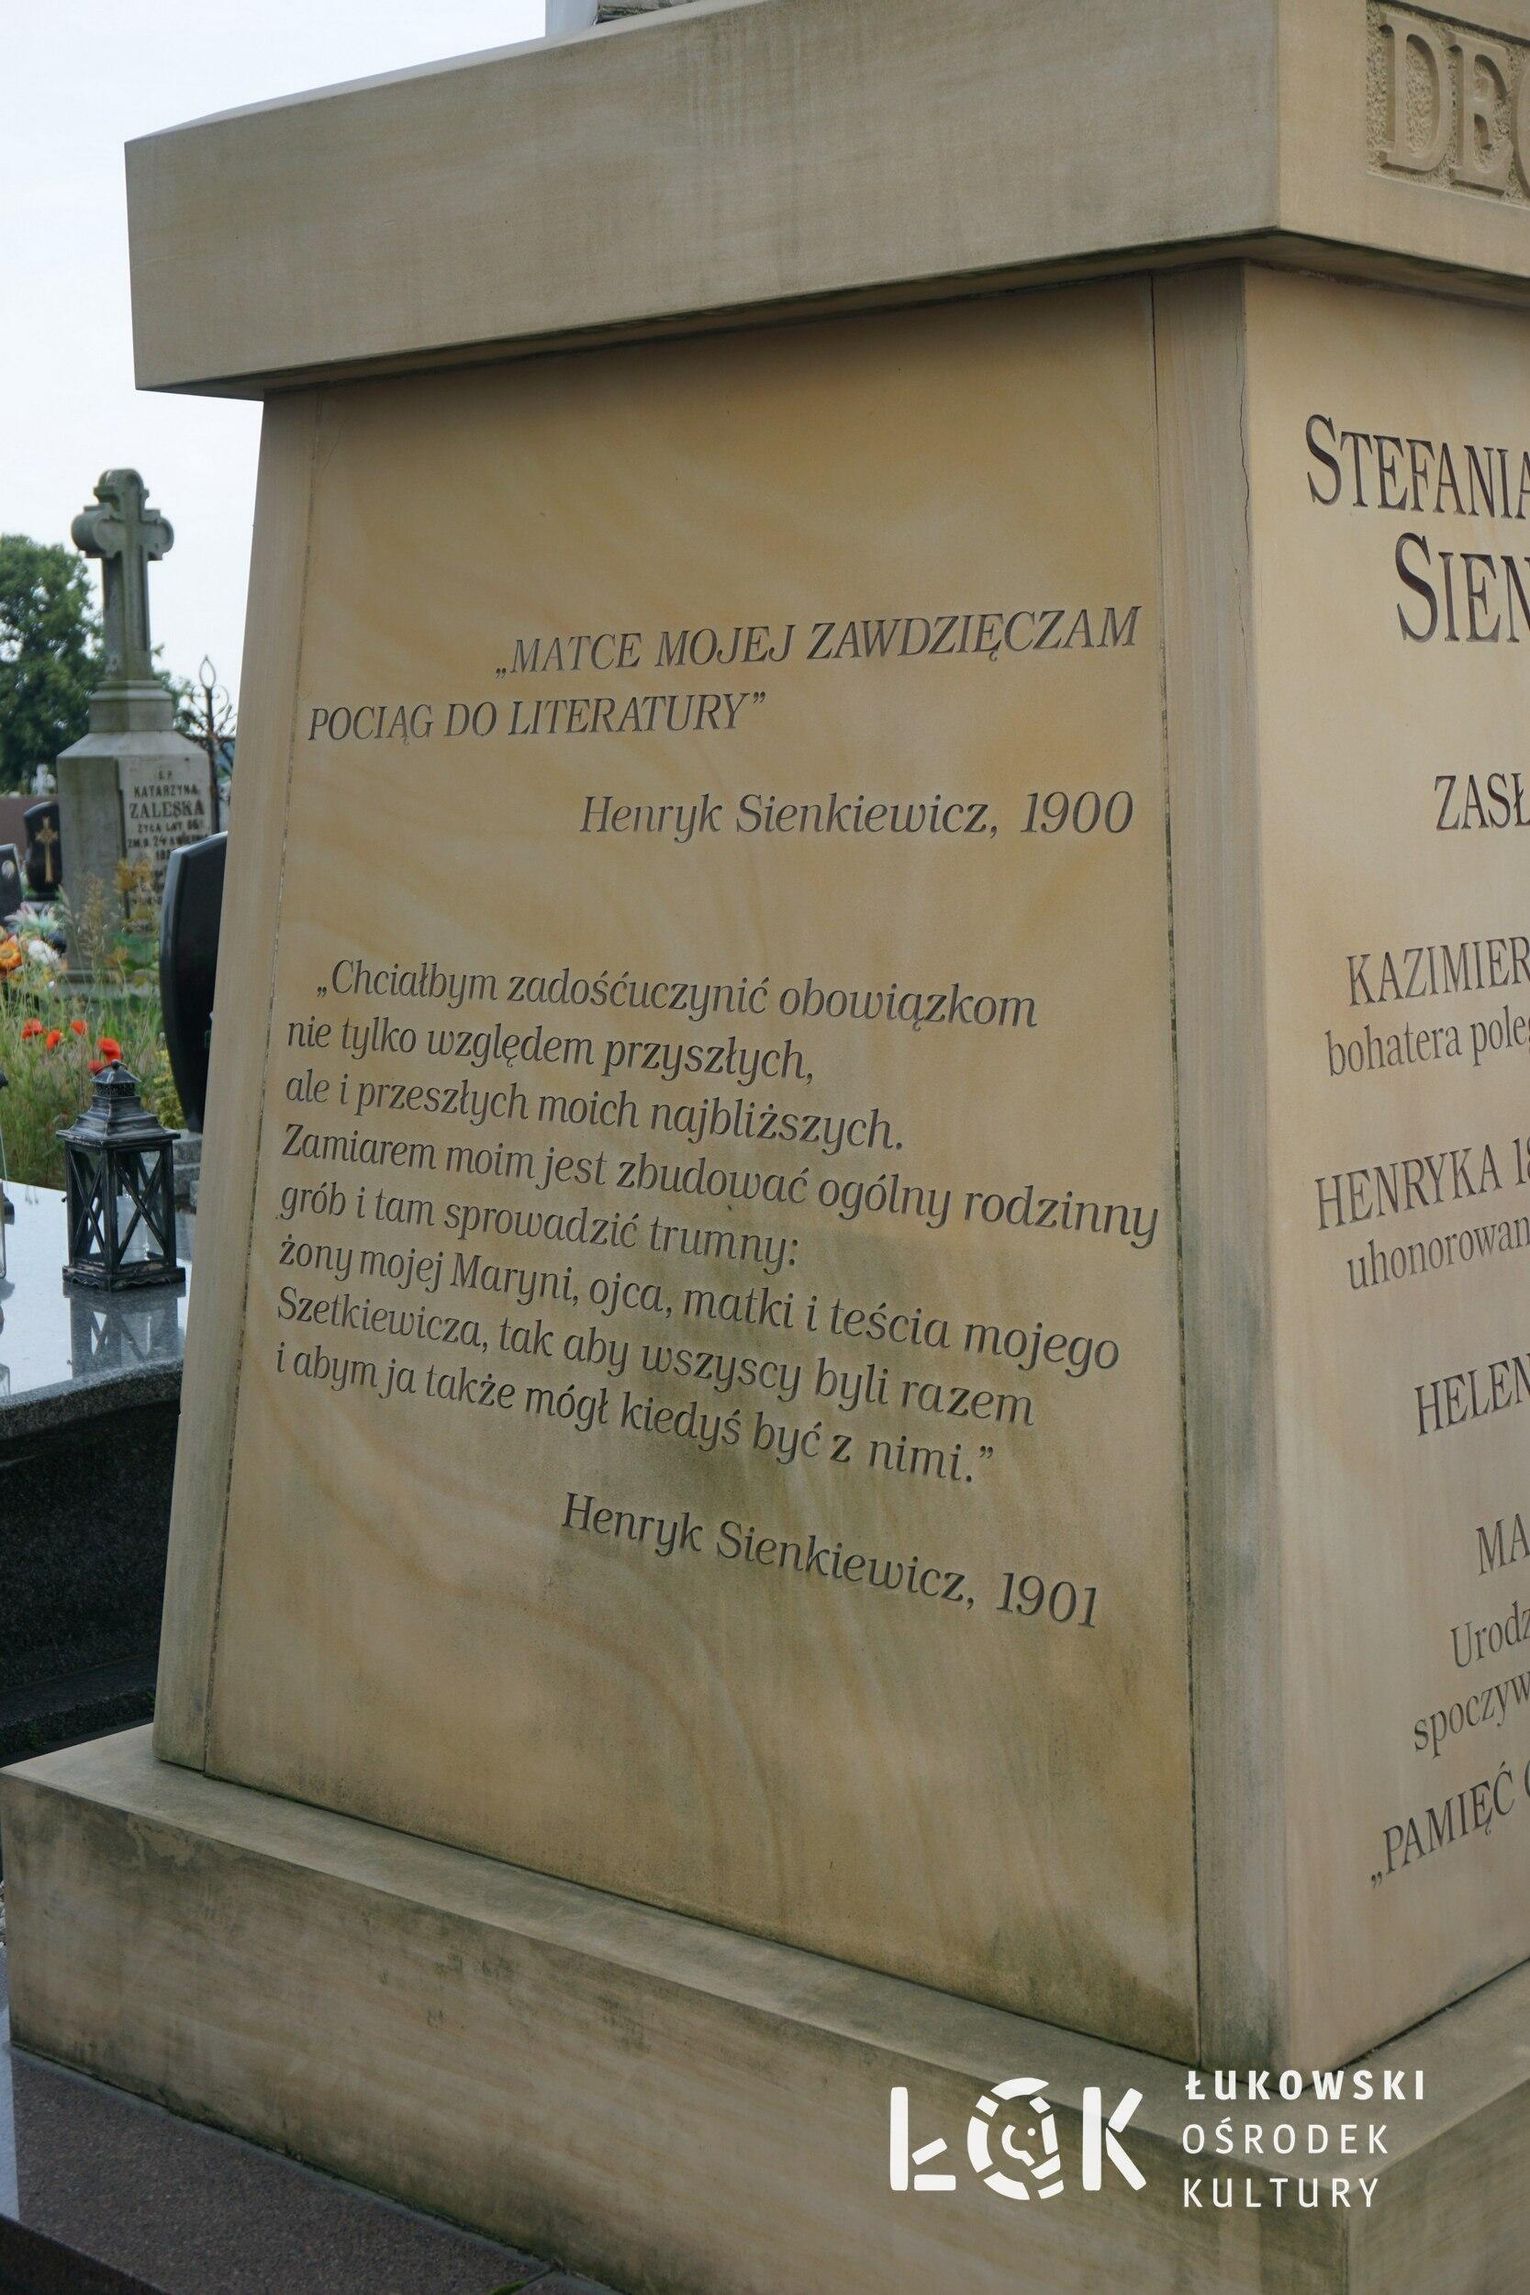 „MATCE MOJEJ ZAWDZIĘCZAM
POCIĄG DO LITERATURY”
Henryk Sienkiewicz, 1900
„Chciałbym zadośćuczynić obowiązkom
nie tylko względem przyszłych,
ale i przeszłych moich najbliższych.
Zamiarem moim jest zbudować ogólny rodzinny
grób i tam sprowadzić trumny:
żony mojej Maryni, ojca, matki i teścia mojego
Szetkiewicza, tak aby wszyscy byli razem
i abym ja także mógł kiedyś być z nimi.”
Henryk Sienkiewicz, 1901
STEFANIA
SIEN
ZASŁ
KAZIMIER
bohatera poleg
HENRYKA 18
uhonorowan
HELEN
MA
Urodz
spoczyw
„PAMIĘĆ
Ś.P.
KATARZYNA
ZALESKA
ŻYŁA LAT
ŁOK
ŁUKOWSKI
OŚRODEK
KULTURY